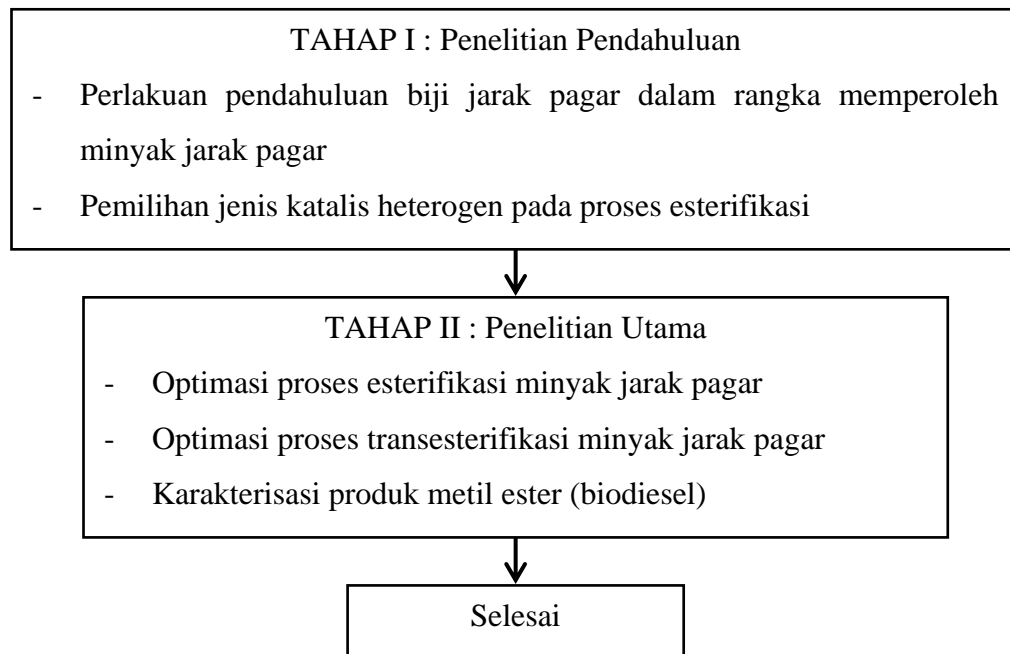 TAHAP I : Penelitian Pendahuluan
- Perlakuan pendahuluan biji jarak pagar dalam rangka memperoleh
minyak jarak pagar
- Pemilihan jenis katalis heterogen pada proses esterifikasi
TAHAP II : Penelitian Utama
- Optimasi proses esterifikasi minyak jarak pagar
- Optimasi proses transesterifikasi minyak jarak pagar
- Karakterisasi produk metil ester (biodiesel)
Selesai